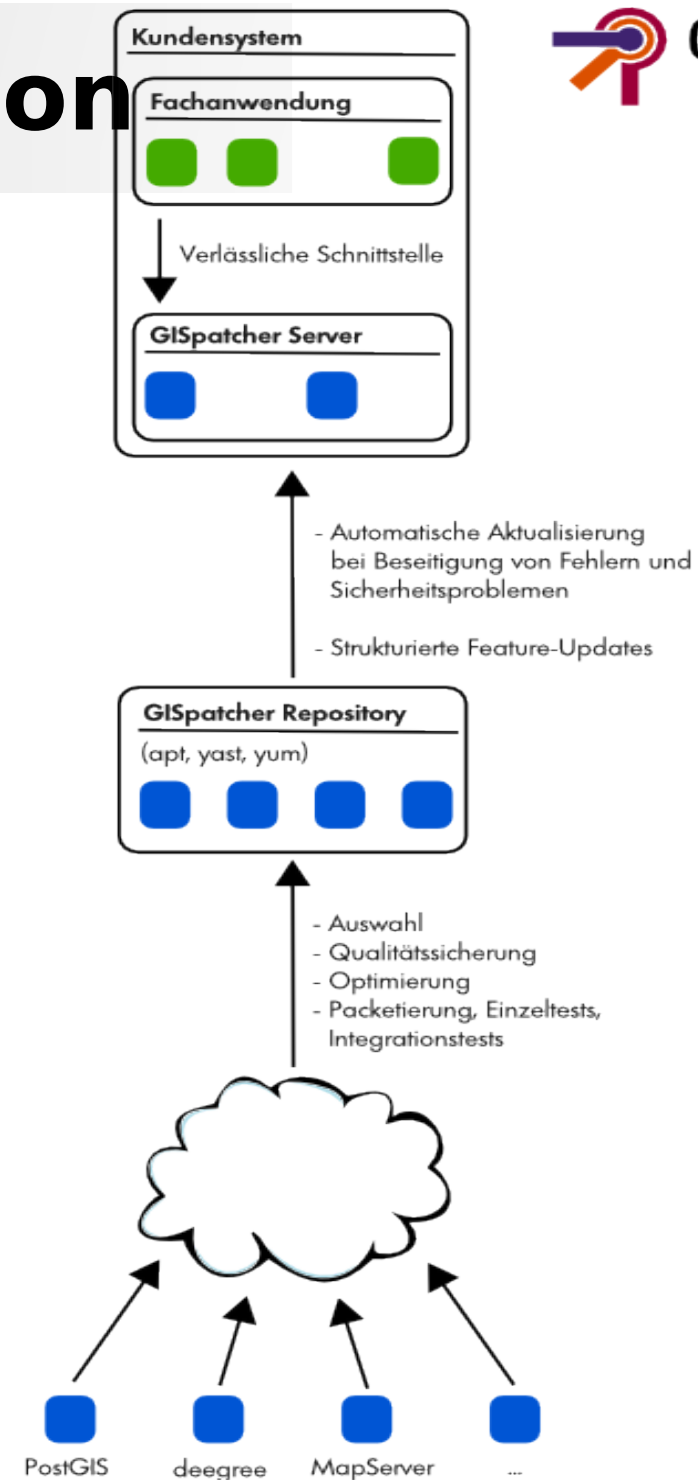 Kundensystem
on
Fachanwendung
Verlässliche Schnittstelle
GISpatcher Server
- Automatische Aktualisierung
bei Beseitigung von Fehlern und
Sicherheitsproblemen
- Strukturierte Feature-Updates
GISpatcher Repository
(apt, yast, yum)
- Auswahl
- Qualitätssicherung
- Optimierung
- Packetierung, Einzeltests,
Integrationstests
PostGIS deegree MapServer ...